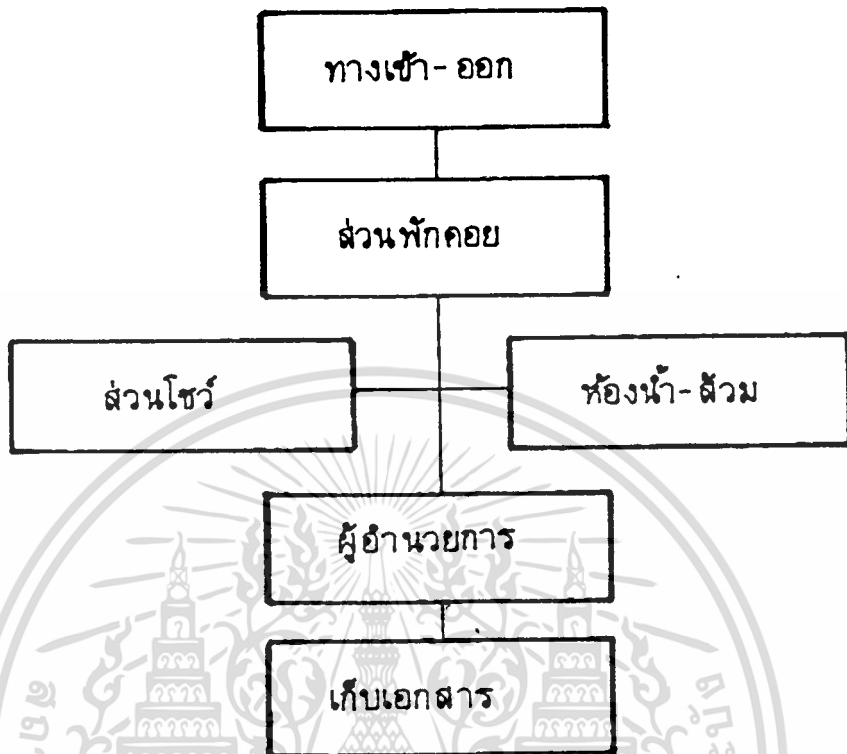 ทางเข้า-ออก
ส่วนพักคอย
ส่วนโชว์
ห้องน้ำ-ส้วม
ผู้อำนวยการ
เก็บเอกสาร